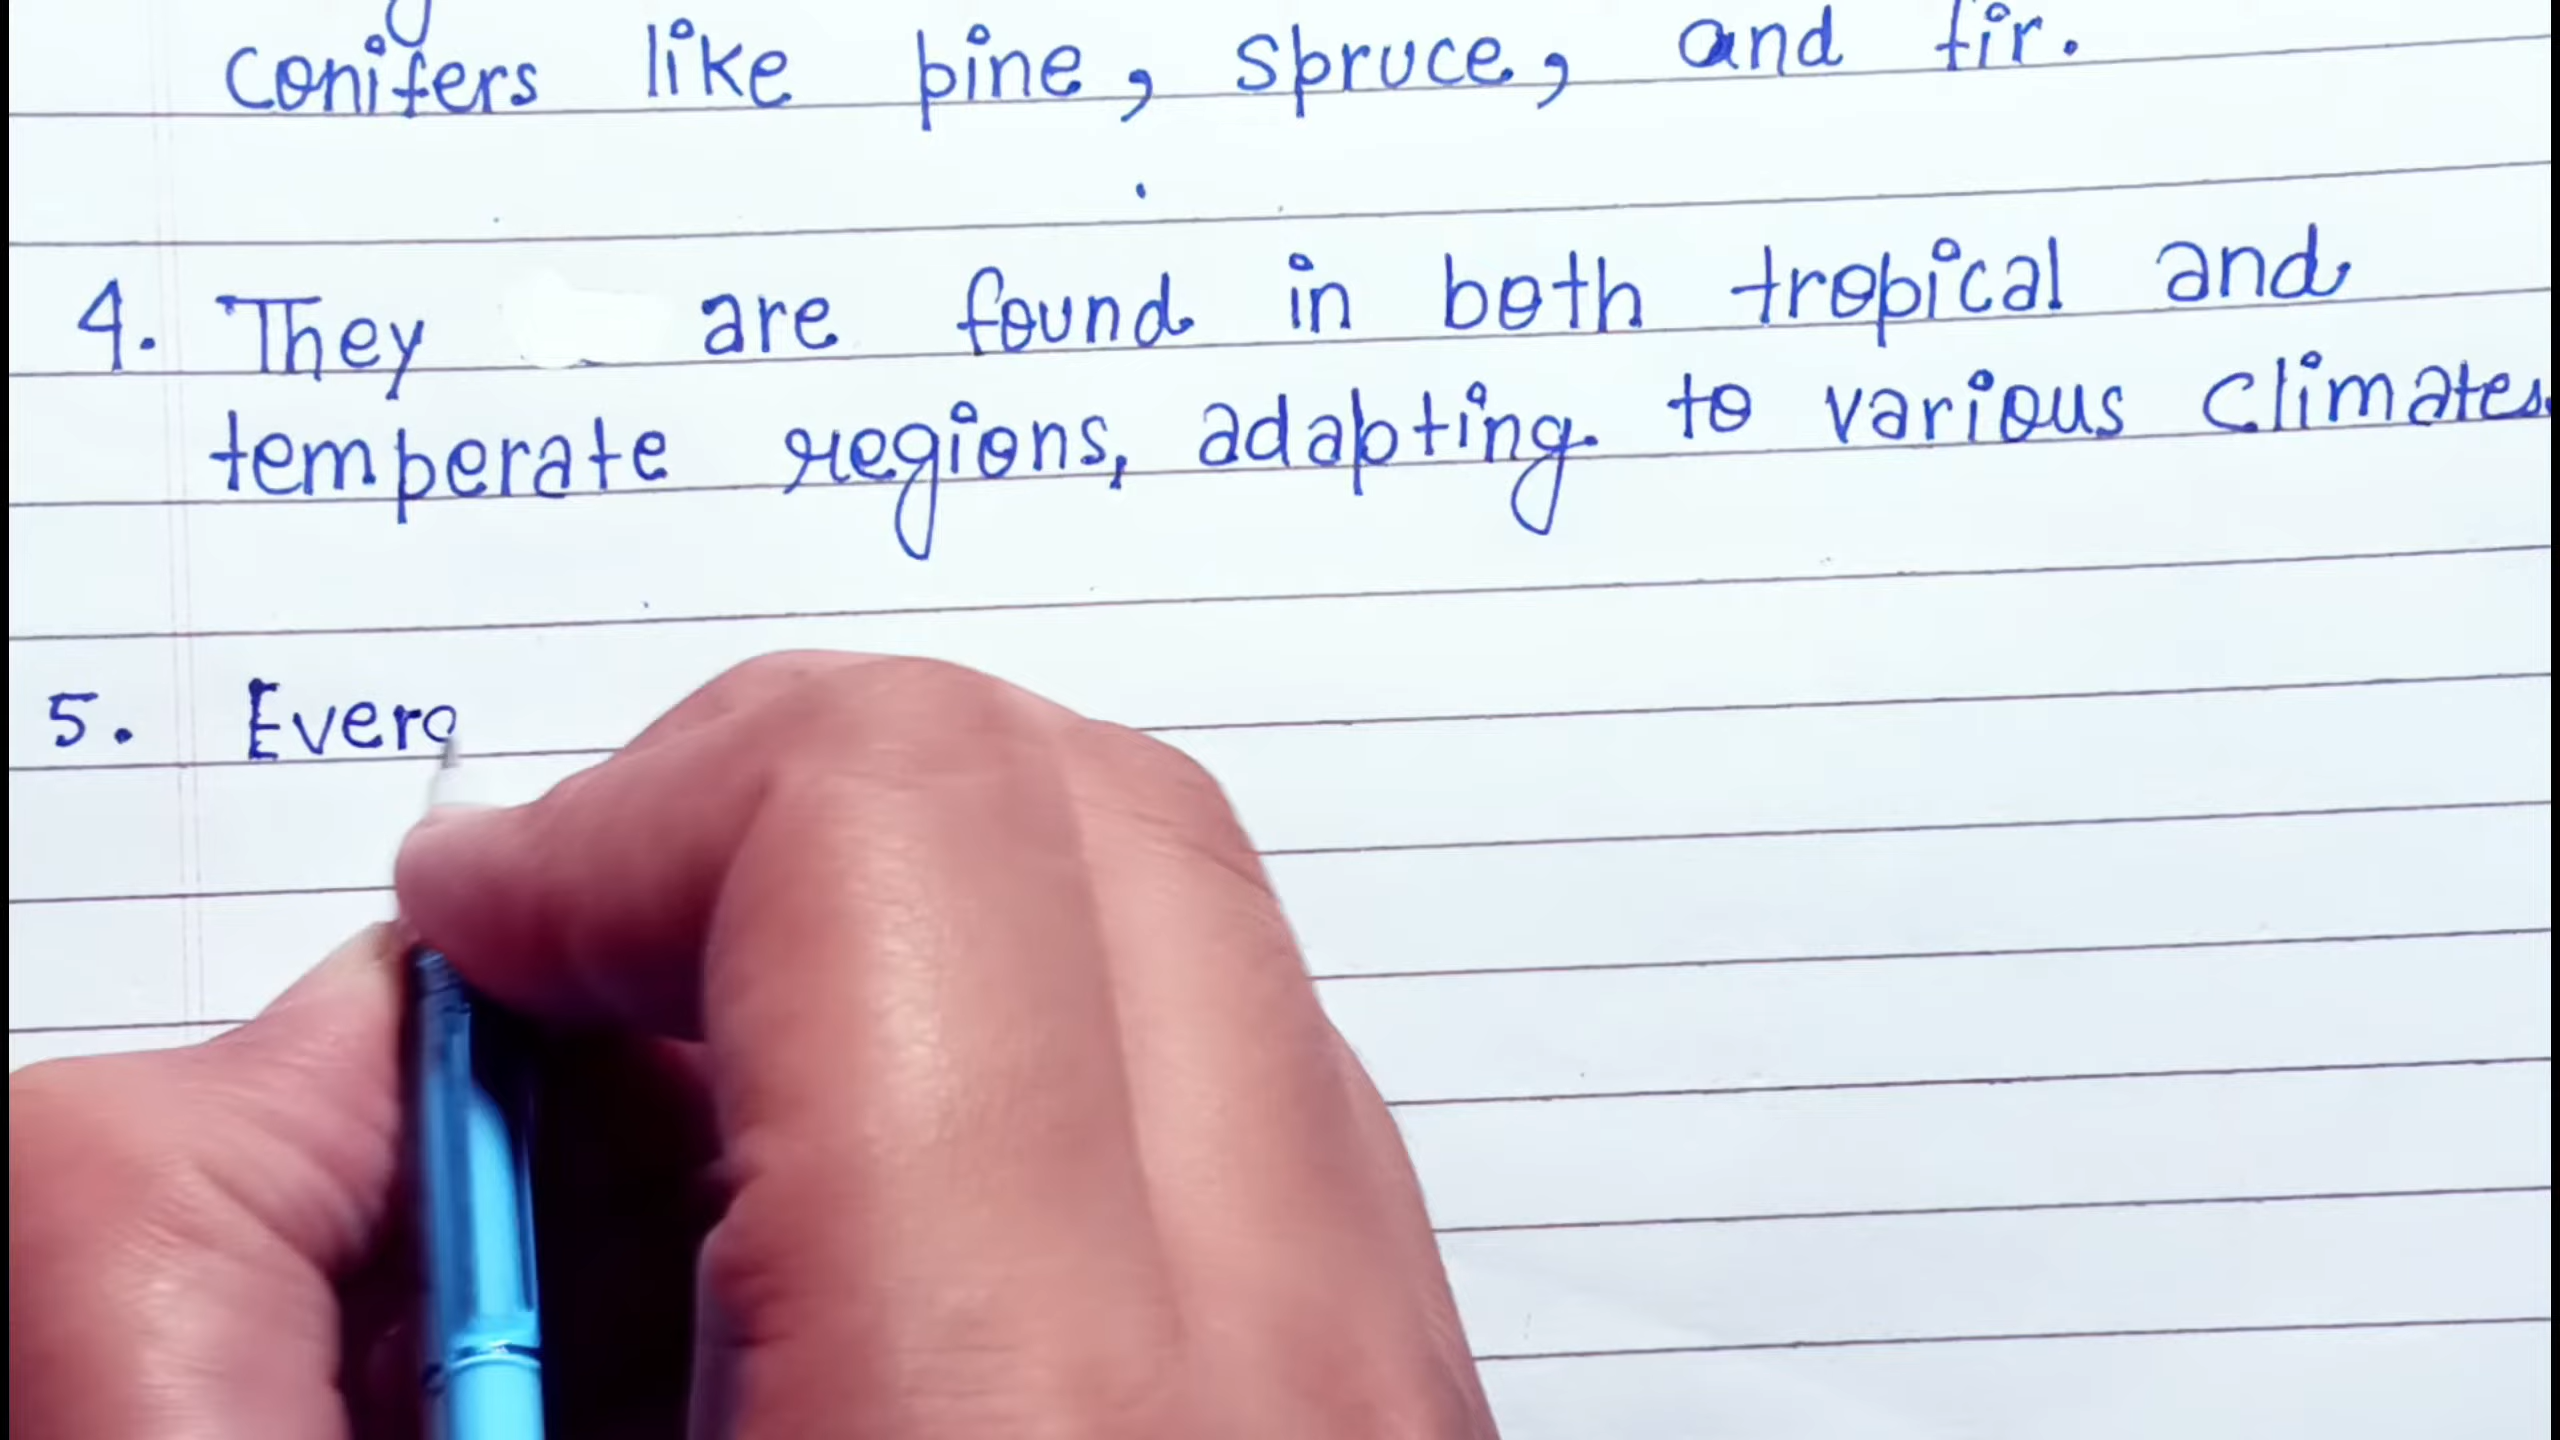 conifers like pine, spruce, and fir.
4. They are found in both tropical and
temperate regions, adapting to various climates.
5. Everg